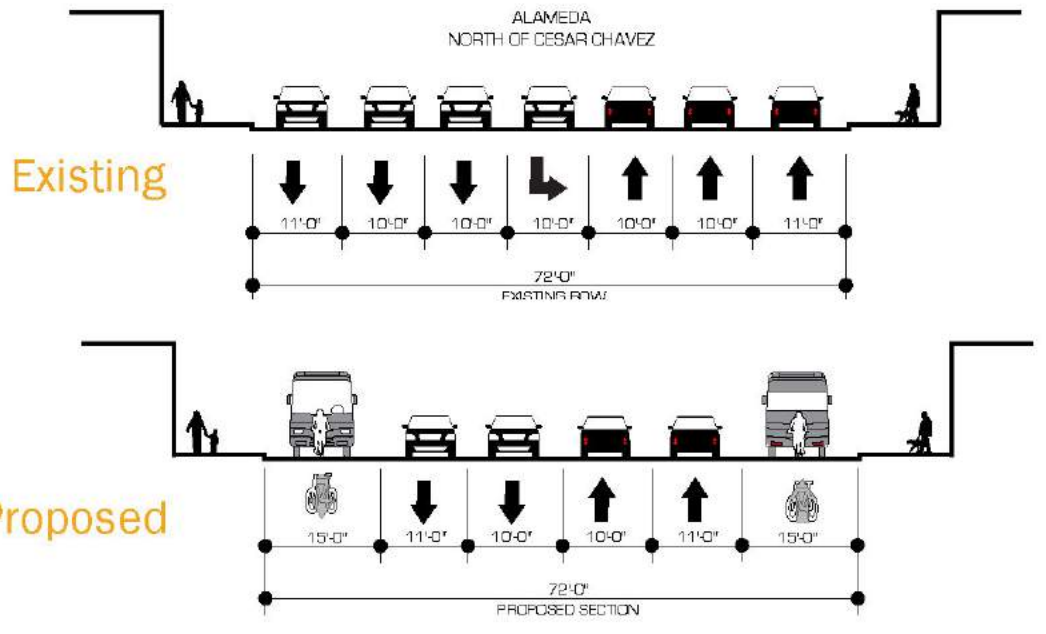 ALAMEDA
NORTH OF CESAR CHAVEZ
Existing
11'-0" 10'-0" 10'-0" 10'-0" 10'-0" 10'-0" 11'-0"
72'-0"
EXISTING ROW
Proposed
15'-0" 11'-0" 10'-0" 10'-0" 11'-0" 15'-0"
72'-0"
PROPOSED SECTION